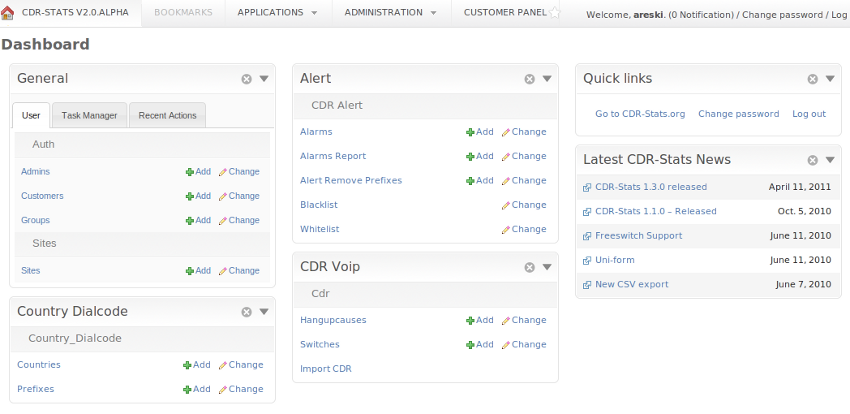 CDR-STATS V2.0.ALPHA BOOKMARKS APPLICATIONS ADMINISTRATION CUSTOMER PANEL Welcome, areski. (0 Notification) / Change password / Log
Dashboard
General
User Task Manager Recent Actions
Auth
Admins Add Change
Customers Add Change
Groups Add Change
Sites
Sites Add Change
Country Dialcode
Country_Dialcode
Countries Add Change
Prefixes Add Change
Alert
CDR Alert
Alarms Add Change
Alarms Report Add Change
Alert Remove Prefixes Add Change
Blacklist Change
Whitelist Change
CDR Voip
Cdr
Hangupcauses Add Change
Switches Add Change
Import CDR
Quick links
Go to CDR-Stats.org Change password Log out
Latest CDR-Stats News
CDR-Stats 1.3.0 released April 11, 2011
CDR-Stats 1.1.0 – Released Oct. 5, 2010
Freeswitch Support June 11, 2010
Uni-form June 11, 2010
New CSV export June 7, 2010